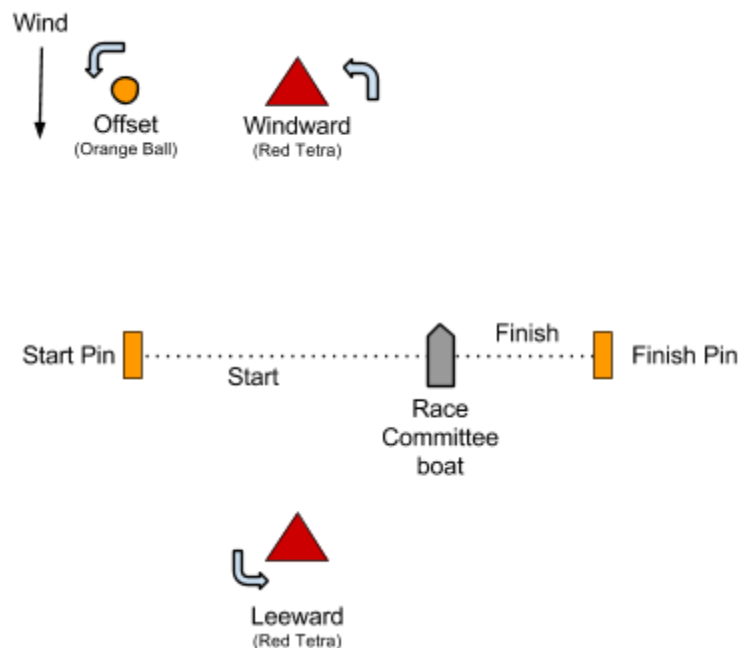 Wind
Offset
(Orange Ball)
Windward
(Red Tetra)
Finish
Start Pin
Finish Pin
Start
Race
Committee
boat
Leeward
(Red Tetra)